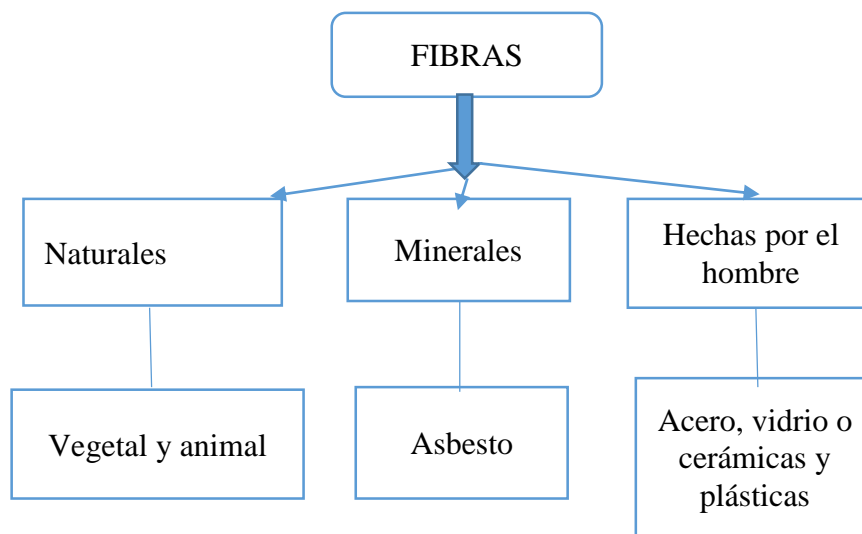 FIBRAS
Naturales
Minerales
Hechas por el
hombre
Vegetal y animal
Asbesto
Acero, vidrio o
cerámicas y
plásticas